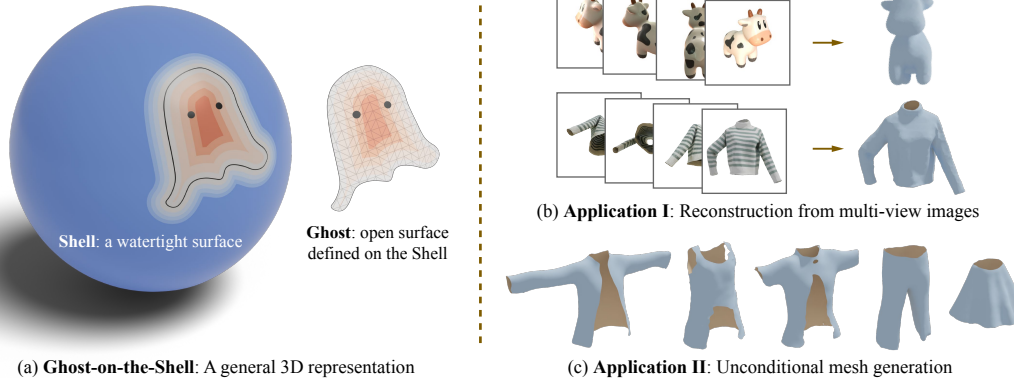 Shell: a watertight surface
Ghost: open surface
defined on the Shell
(a) Ghost-on-the-Shell: A general 3D representation
(b) Application I: Reconstruction from multi-view images
(c) Application II: Unconditional mesh generation